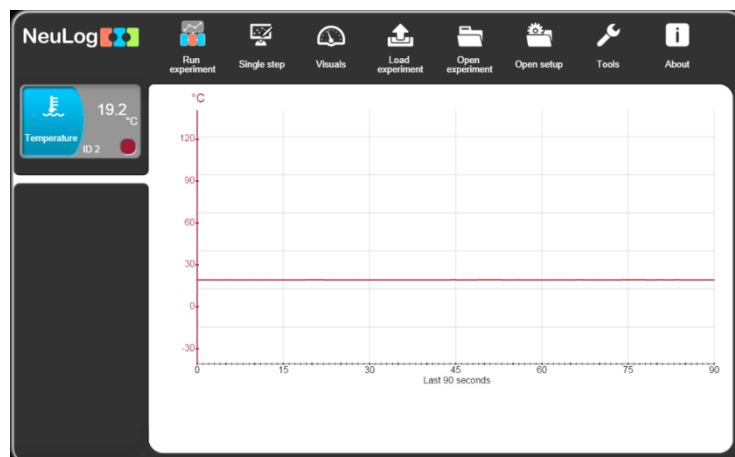 NeuLog
Run experiment
Single step
Visuals
Load experiment
Open experiment
Open setup
Tools
About
19.2 °C
Temperature
ID 2
°C
120
90
60
30
0
-30
0 15 30 45 60 75 90
Last 90 seconds